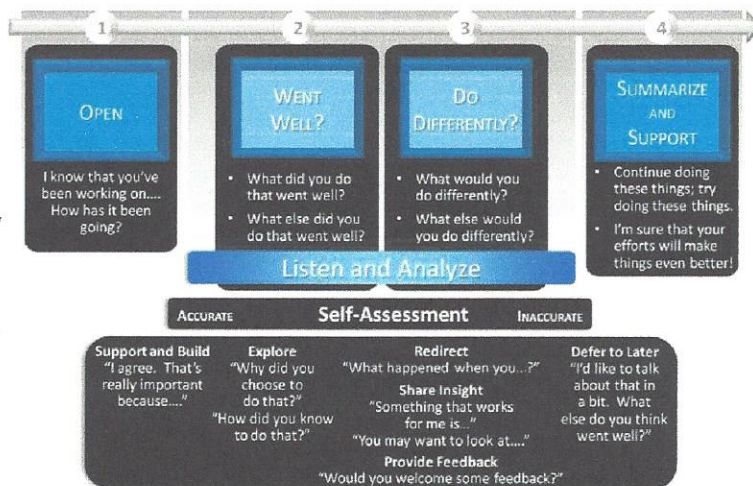 1
2
3
4
OPEN
I know that you've
been working on....
How has it been
going?
WENT
WELL?
• What did you do
that went well?
• What else did you
do that went well?
DO
DIFFERENTLY?
• What would you
do differently?
• What else would
you do differently?
SUMMARIZE
AND
SUPPORT
• Continue doing
these things; try
doing these things.
• I'm sure that your
efforts will make
things even better!
Listen and Analyze
ACCURATE
Self-Assessment
INACCURATE
Support and Build
"I agree. That's
really important
because...."
Explore
"Why did you
choose to
do that?"
"How did you know
to do that?"
Redirect
"What happened when you...?"
Share Insight
"Something that works
for me is..."
"You may want to look at...."
Provide Feedback
"Would you welcome some feedback?"
Defer to Later
"I'd like to talk
about that in
a bit. What
else do you think
went well?"